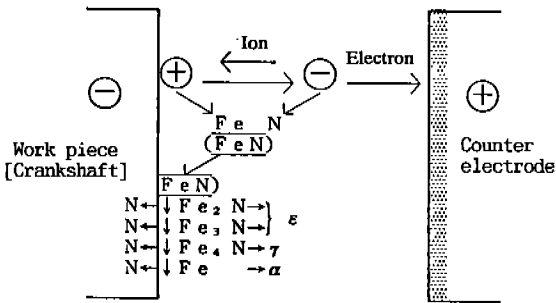 Ion
Electron
⊖ ⊕ ⊖ ⊕
Fe N
(FeN)
Work piece
[Crankshaft]
Counter
electrode
FeN)
N← ↓ Fe₂ N→ } ε
N← ↓ Fe₃ N→
N← ↓ Fe₄ N→ γ
N← ↓ Fe →α